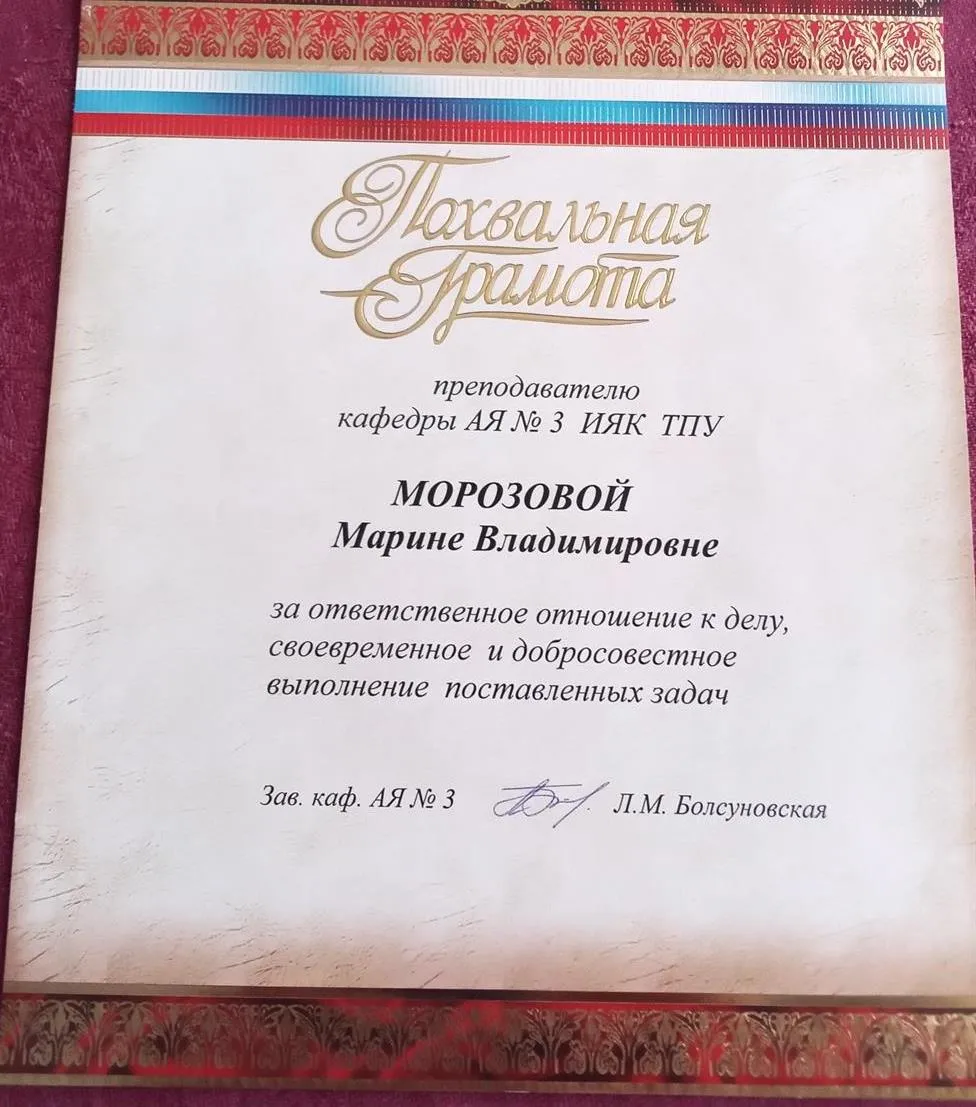 Похвальная
Грамота
преподавателю
кафедры АЯ № 3 ИЯК ТПУ
МОРОЗОВОЙ
Марине Владимировне
за ответственное отношение к делу,
своевременное и добросовестное
выполнение поставленных задач
Зав. каф. АЯ № 3 Л.М. Болсуновская